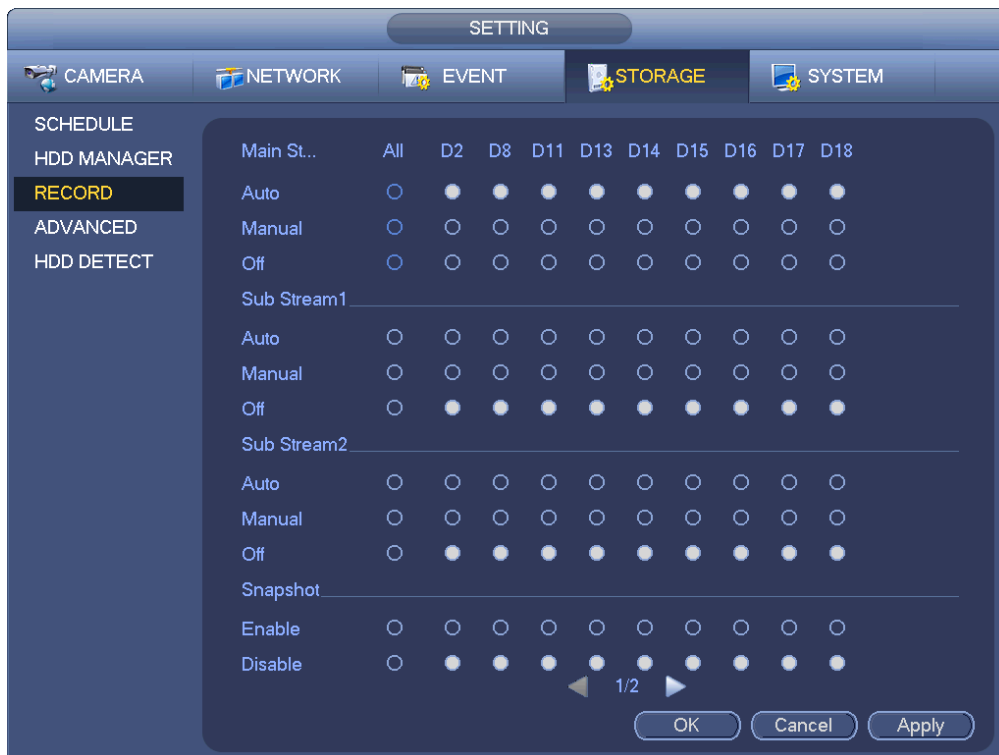 SETTING
CAMERA NETWORK EVENT STORAGE SYSTEM
SCHEDULE
HDD MANAGER
RECORD
ADVANCED
HDD DETECT
Main St... All D2 D8 D11 D13 D14 D15 D16 D17 D18
Auto
Manual
Off
Sub Stream1
Auto
Manual
Off
Sub Stream2
Auto
Manual
Off
Snapshot
Enable
Disable
1/2
OK Cancel Apply